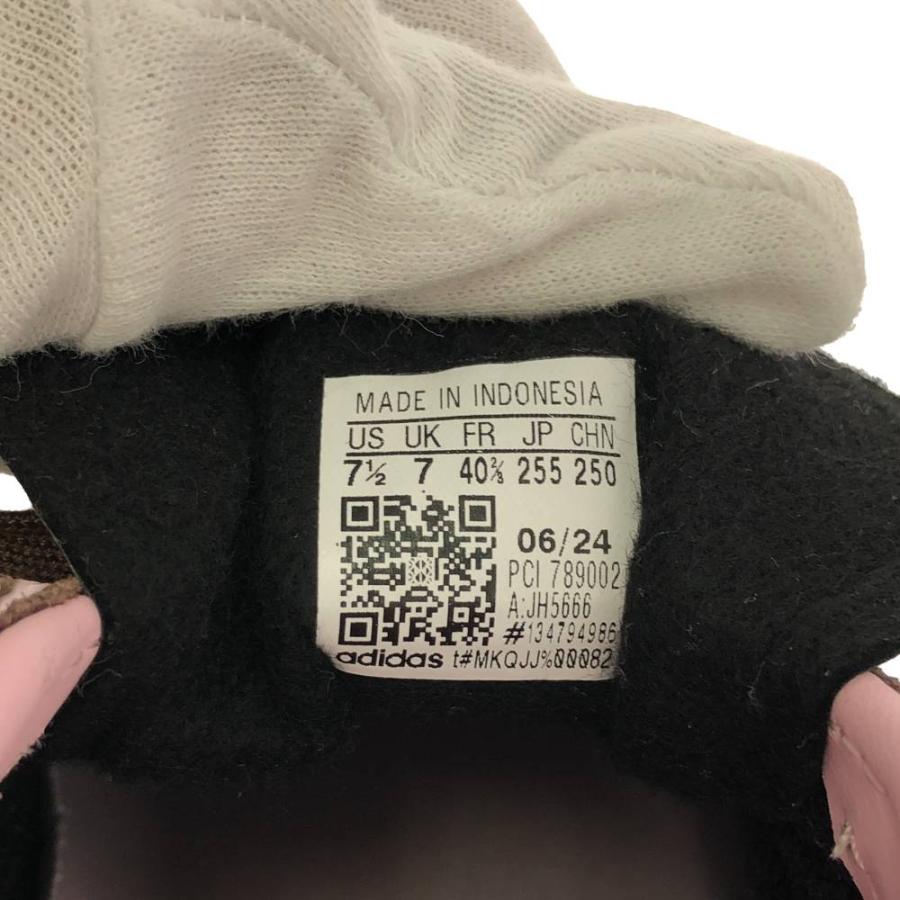 MADE IN INDONESIA
US UK FR JP CHN
7½ 7 40⅔ 255 250
06/24
PCI 789002
A:JH5666
#134794986
adidas t#MKQJJ%00082